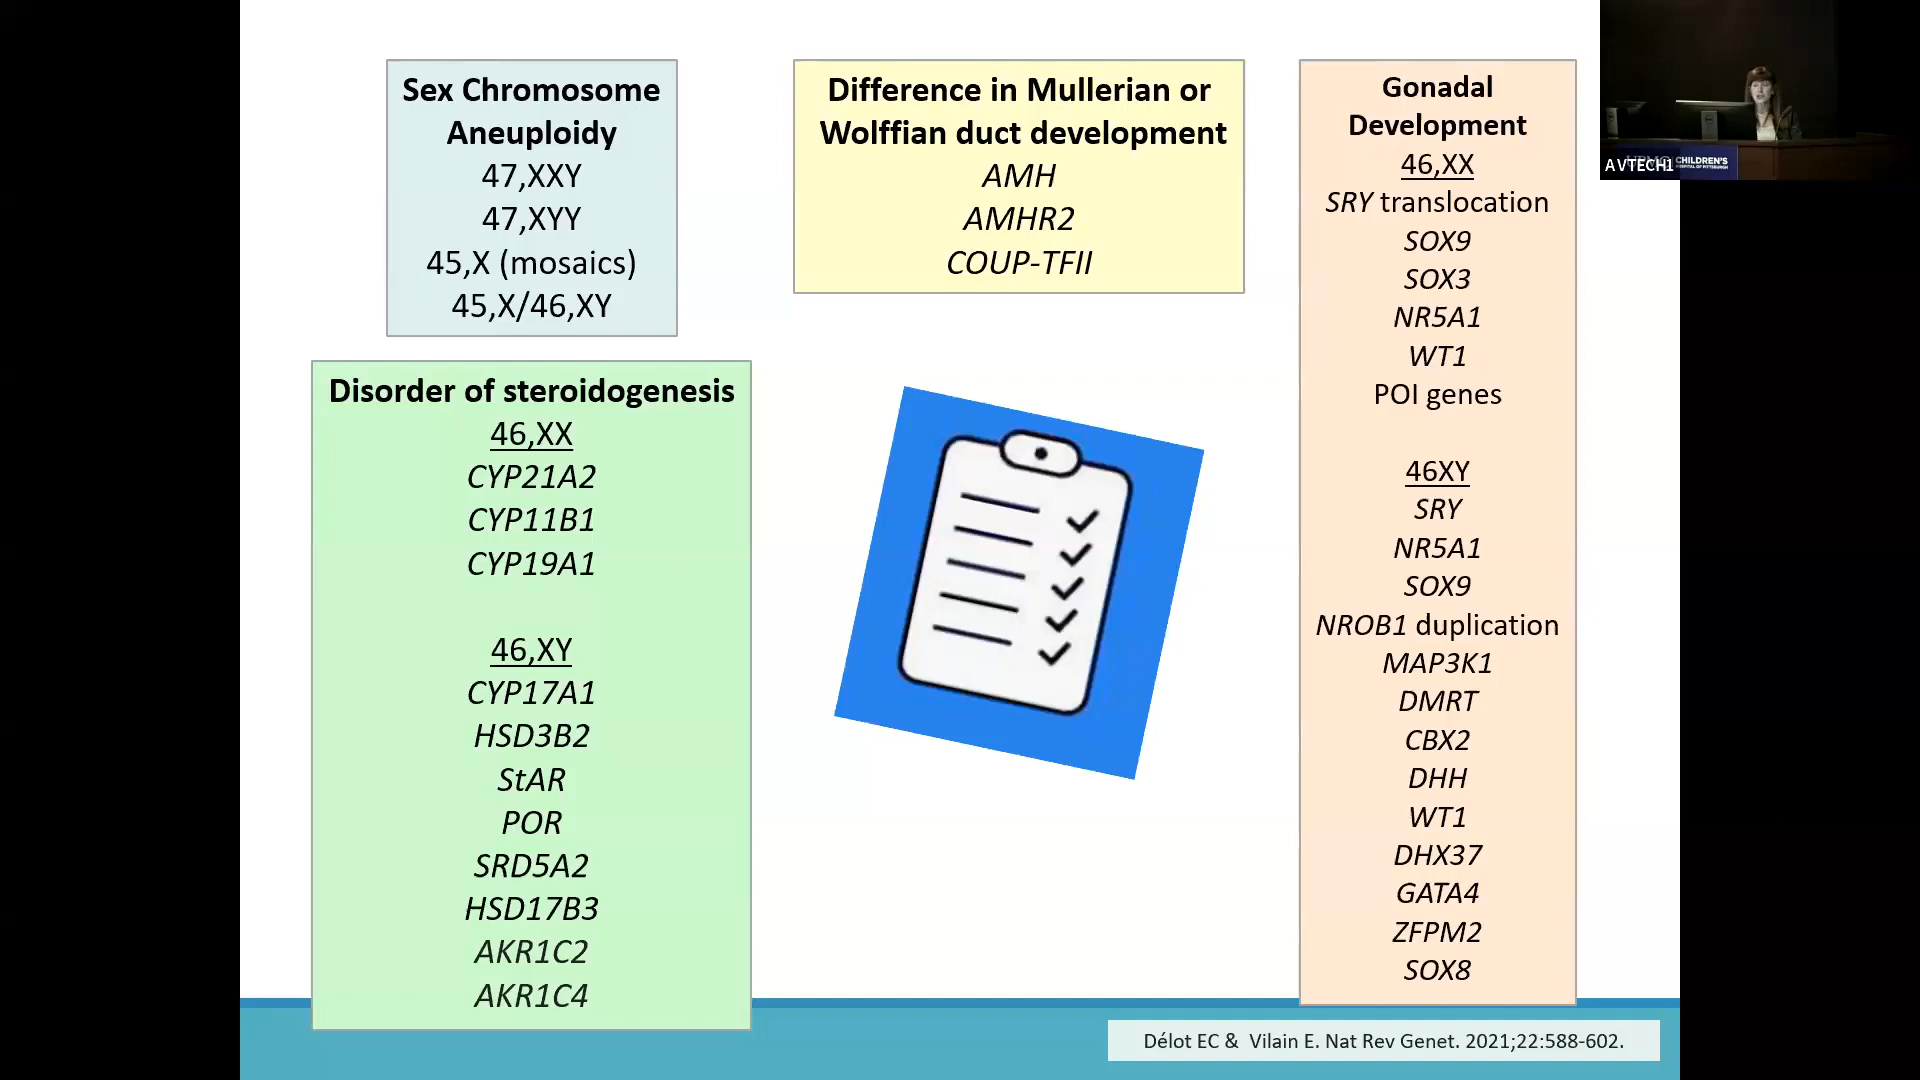 Sex Chromosome
Aneuploidy
47,XXY
47,XYY
45,X (mosaics)
45,X/46,XY
Disorder of steroidogenesis
46,XX
CYP21A2
CYP11B1
CYP19A1
46,XY
CYP17A1
HSD3B2
StAR
POR
SRD5A2
HSD17B3
AKR1C2
AKR1C4
Difference in Mullerian or
Wolffian duct development
AMH
AMHR2
COUP-TFII
Gonadal
Development
46,XX
SRY translocation
SOX9
SOX3
NR5A1
WT1
POI genes
46XY
SRY
NR5A1
SOX9
NROB1 duplication
MAP3K1
DMRT
CBX2
DHH
WT1
DHX37
GATA4
ZFPM2
SOX8
Délot EC & Vilain E. Nat Rev Genet. 2021;22:588-602.
AVTECH1
CHILDREN'S